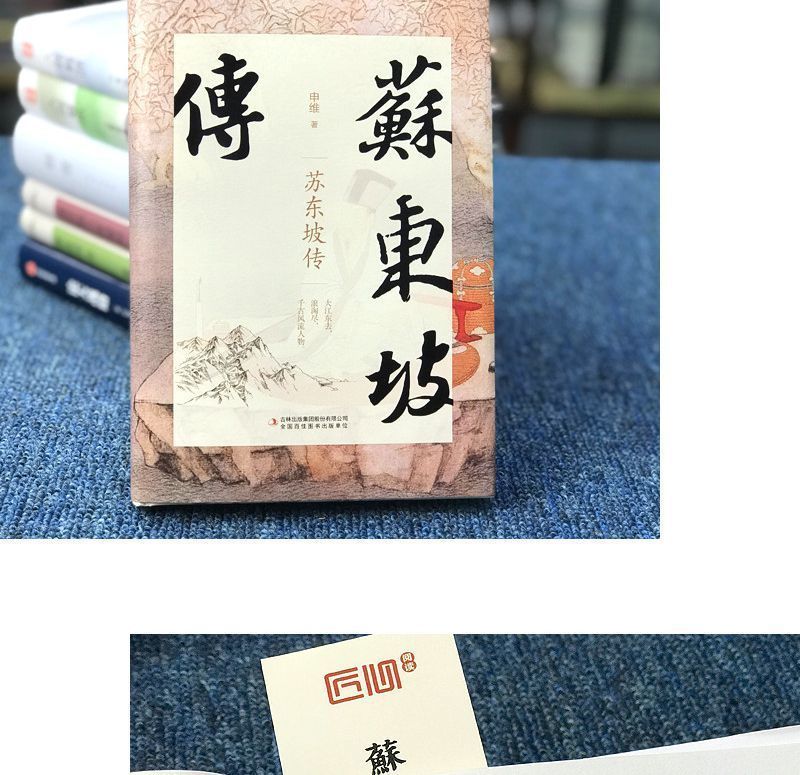 蘇東坡
傳
申维 著
苏东坡传
大江东去，
浪淘尽，
千古风流人物
吉林出版集团股份有限公司
全国百佳图书出版单位
匠心
阅读
蘇